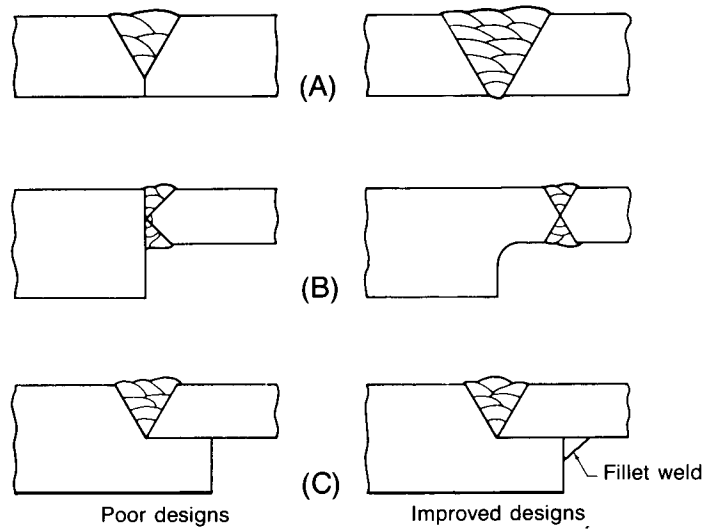 (A)
(B)
(C)
Fillet weld
Poor designs
Improved designs